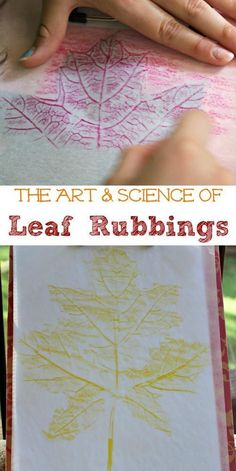 THE ART & SCIENCE OF
Leaf Rubbings